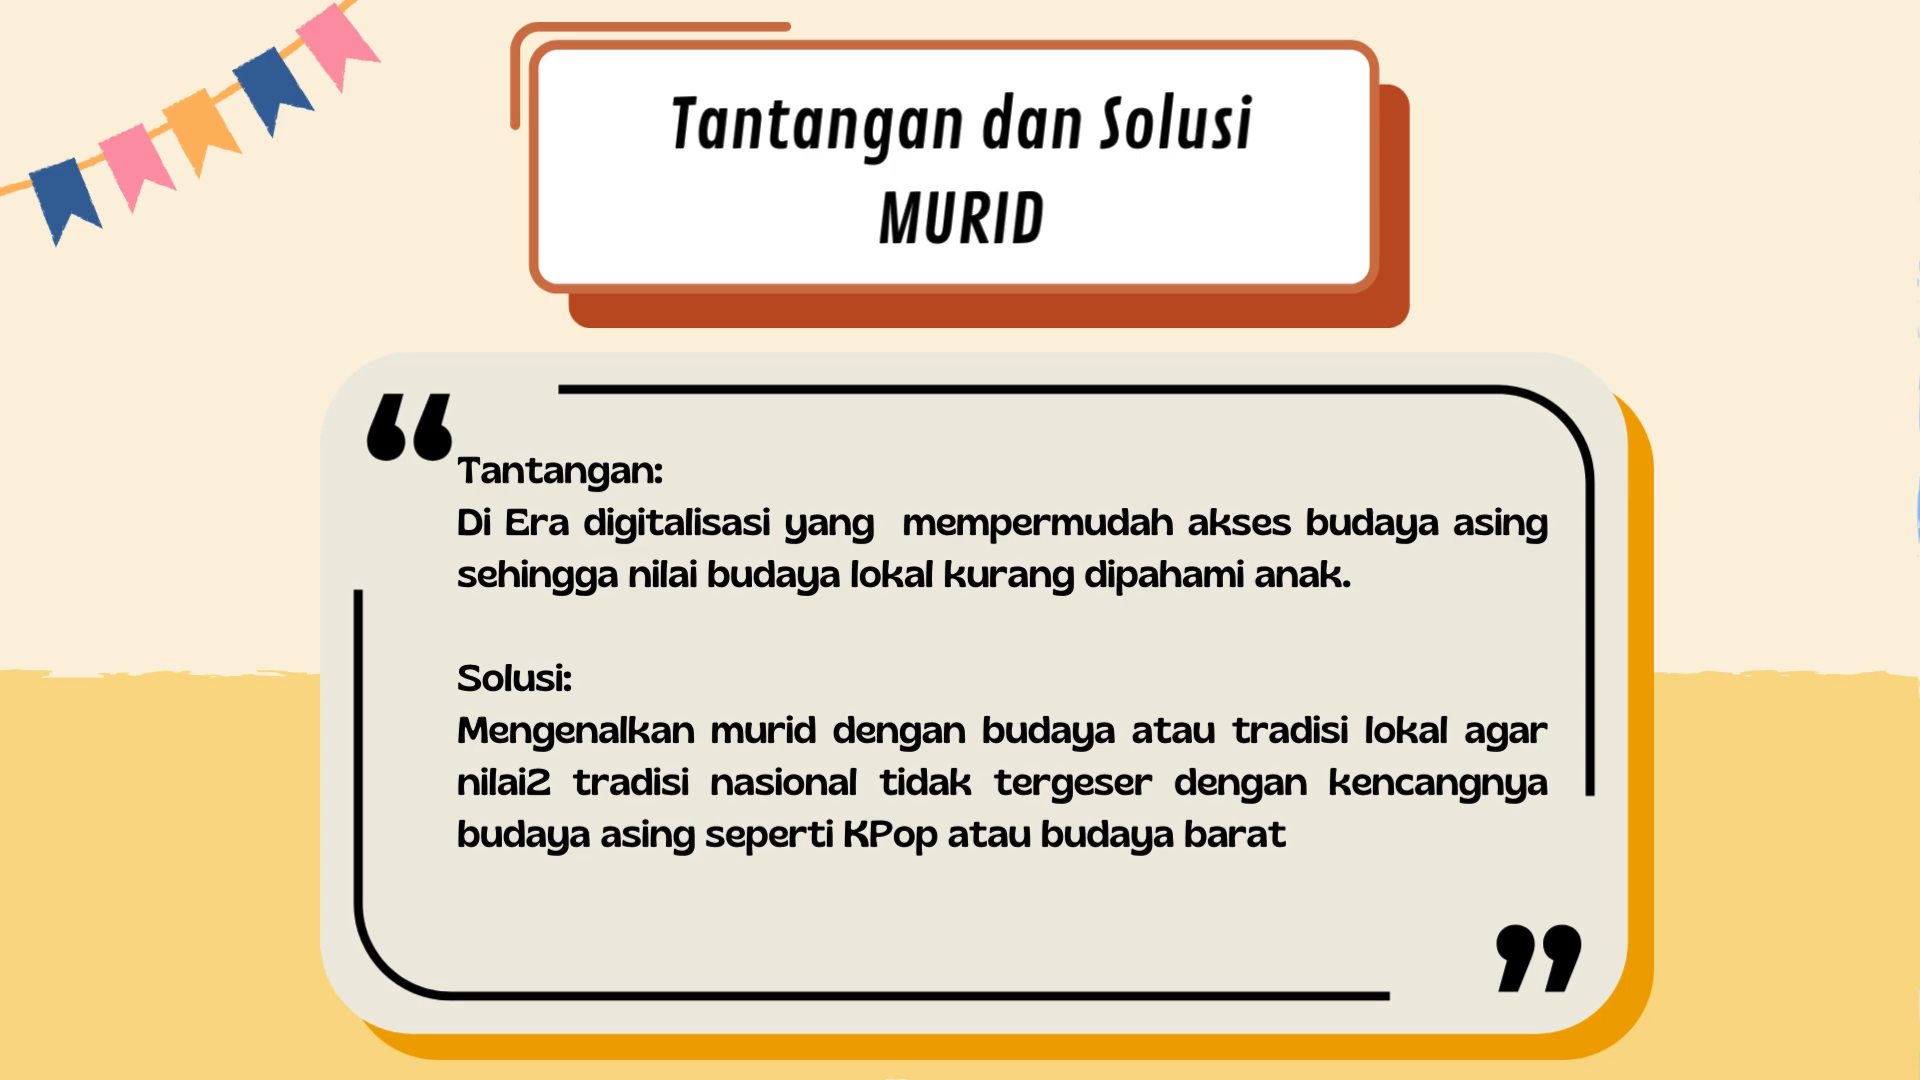 Tantangan dan Solusi
MURID
Tantangan:
Di Era digitalisasi yang mempermudah akses budaya asing
sehingga nilai budaya lokal kurang dipahami anak.
Solusi:
Mengenalkan murid dengan budaya atau tradisi lokal agar
nilai2 tradisi nasional tidak tergeser dengan kencangnya
budaya asing seperti KPop atau budaya barat